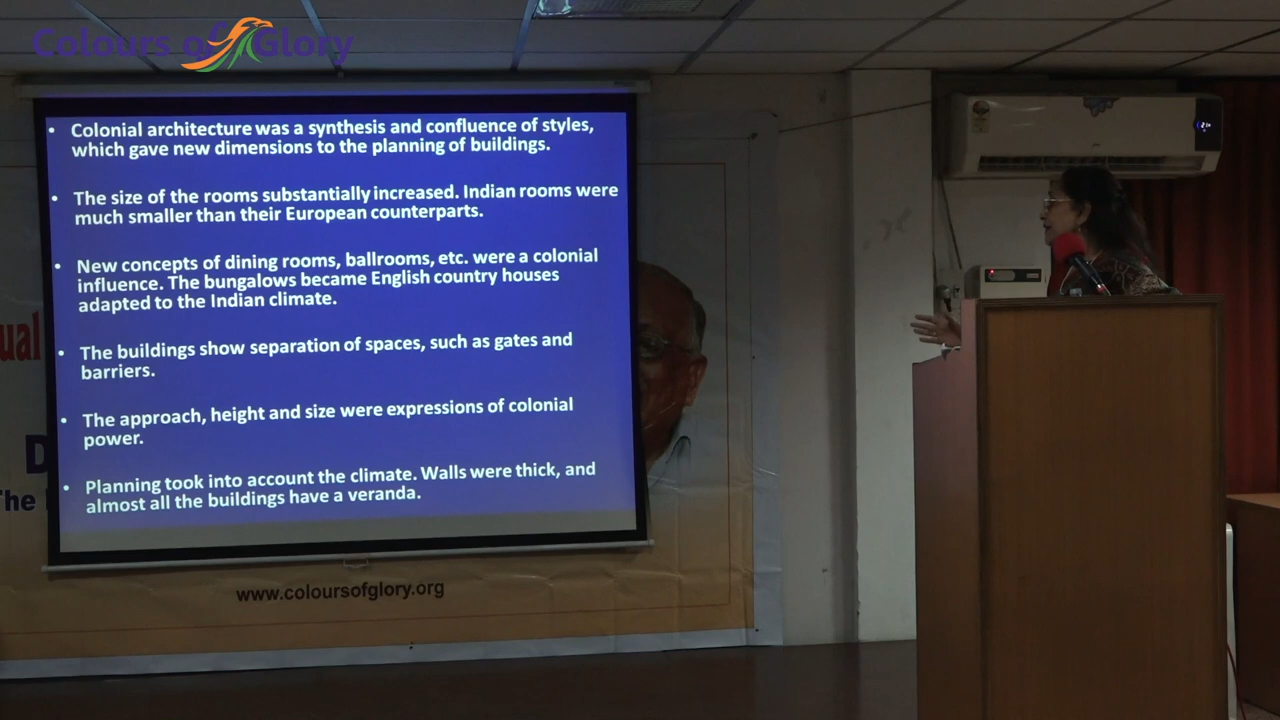 Colours of Glory
• Colonial architecture was a synthesis and confluence of styles,
which gave new dimensions to the planning of buildings.
• The size of the rooms substantially increased. Indian rooms were
much smaller than their European counterparts.
• New concepts of dining rooms, ballrooms, etc. were a colonial
influence. The bungalows became English country houses
adapted to the Indian climate.
• The buildings show separation of spaces, such as gates and
barriers.
• The approach, height and size were expressions of colonial
power.
• Planning took into account the climate. Walls were thick, and
almost all the buildings have a veranda.
ual
D
The
www.coloursofglory.org
21